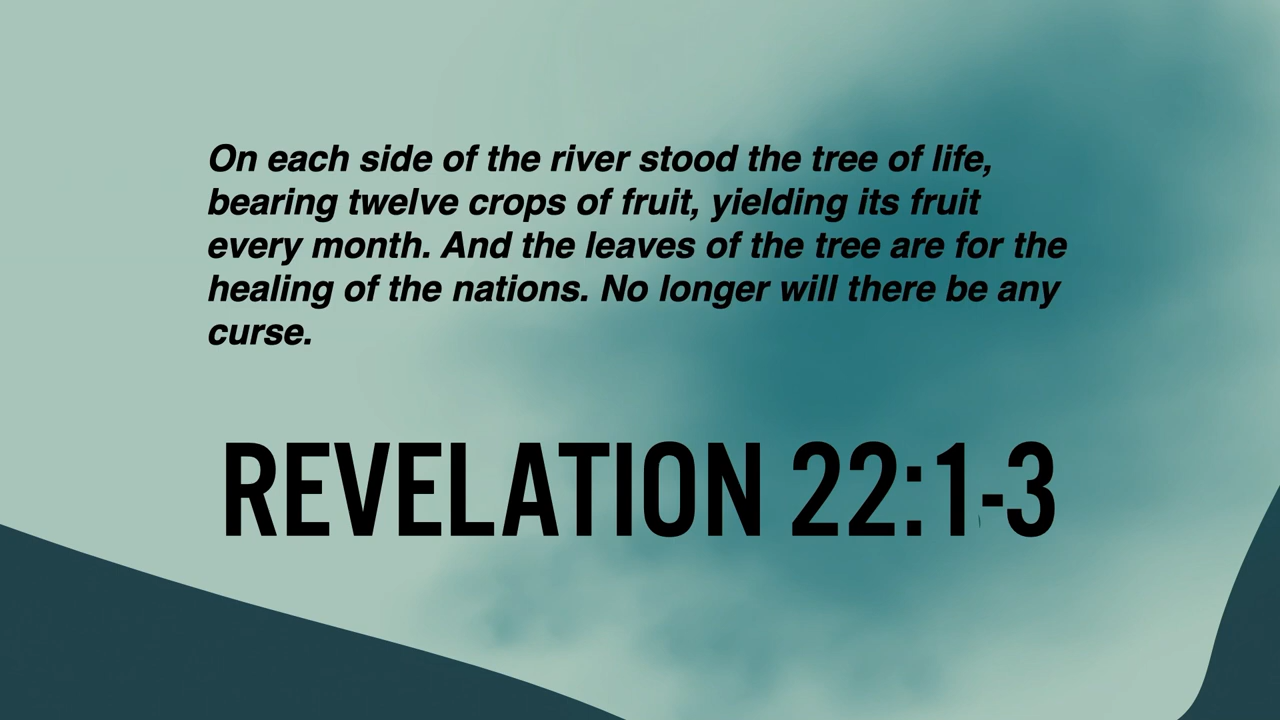 On each side of the river stood the tree of life,
bearing twelve crops of fruit, yielding its fruit
every month. And the leaves of the tree are for the
healing of the nations. No longer will there be any
curse.
REVELATION 22:1-3